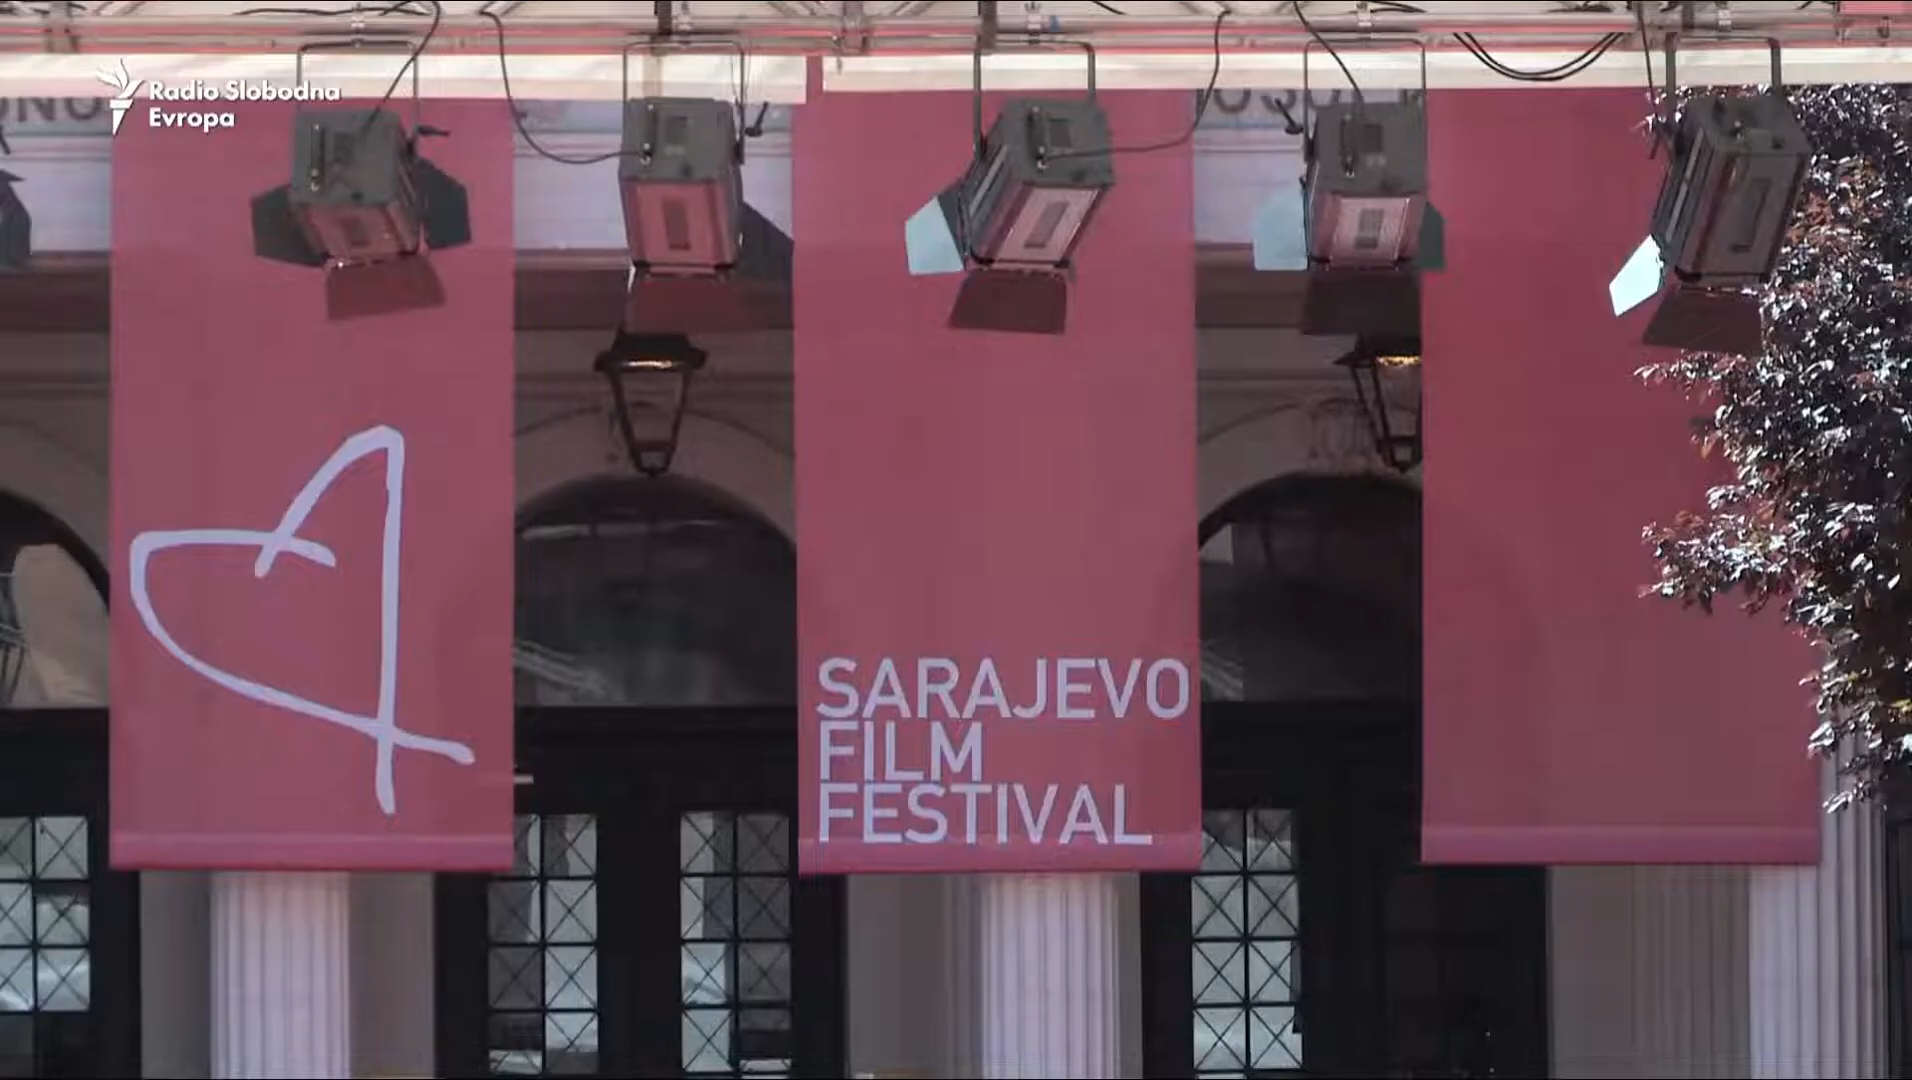 Radio Slobodna
Evropa
SARAJEVO
FILM
FESTIVAL